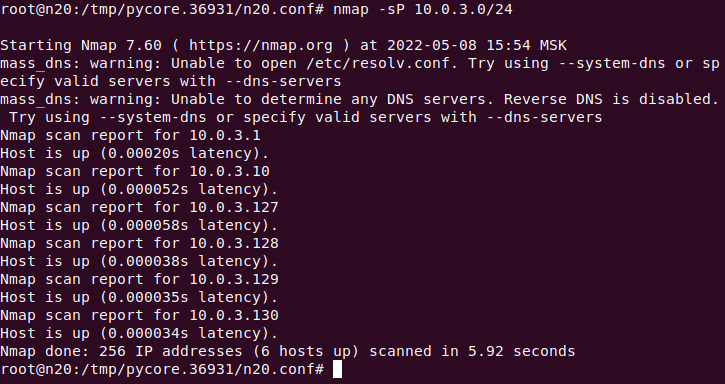 root@n20:/tmp/pycore.36931/n20.conf# nmap -sP 10.0.3.0/24
Starting Nmap 7.60 ( https://nmap.org ) at 2022-05-08 15:54 MSK
mass_dns: warning: Unable to open /etc/resolv.conf. Try using --system-dns or sp
ecify valid servers with --dns-servers
mass_dns: warning: Unable to determine any DNS servers. Reverse DNS is disabled.
 Try using --system-dns or specify valid servers with --dns-servers
Nmap scan report for 10.0.3.1
Host is up (0.00020s latency).
Nmap scan report for 10.0.3.10
Host is up (0.000052s latency).
Nmap scan report for 10.0.3.127
Host is up (0.000058s latency).
Nmap scan report for 10.0.3.128
Host is up (0.000038s latency).
Nmap scan report for 10.0.3.129
Host is up (0.000035s latency).
Nmap scan report for 10.0.3.130
Host is up (0.000034s latency).
Nmap done: 256 IP addresses (6 hosts up) scanned in 5.92 seconds
root@n20:/tmp/pycore.36931/n20.conf#